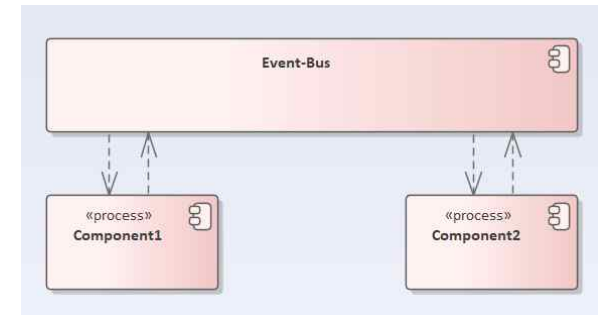 Event-Bus
«process»
Component1
«process»
Component2